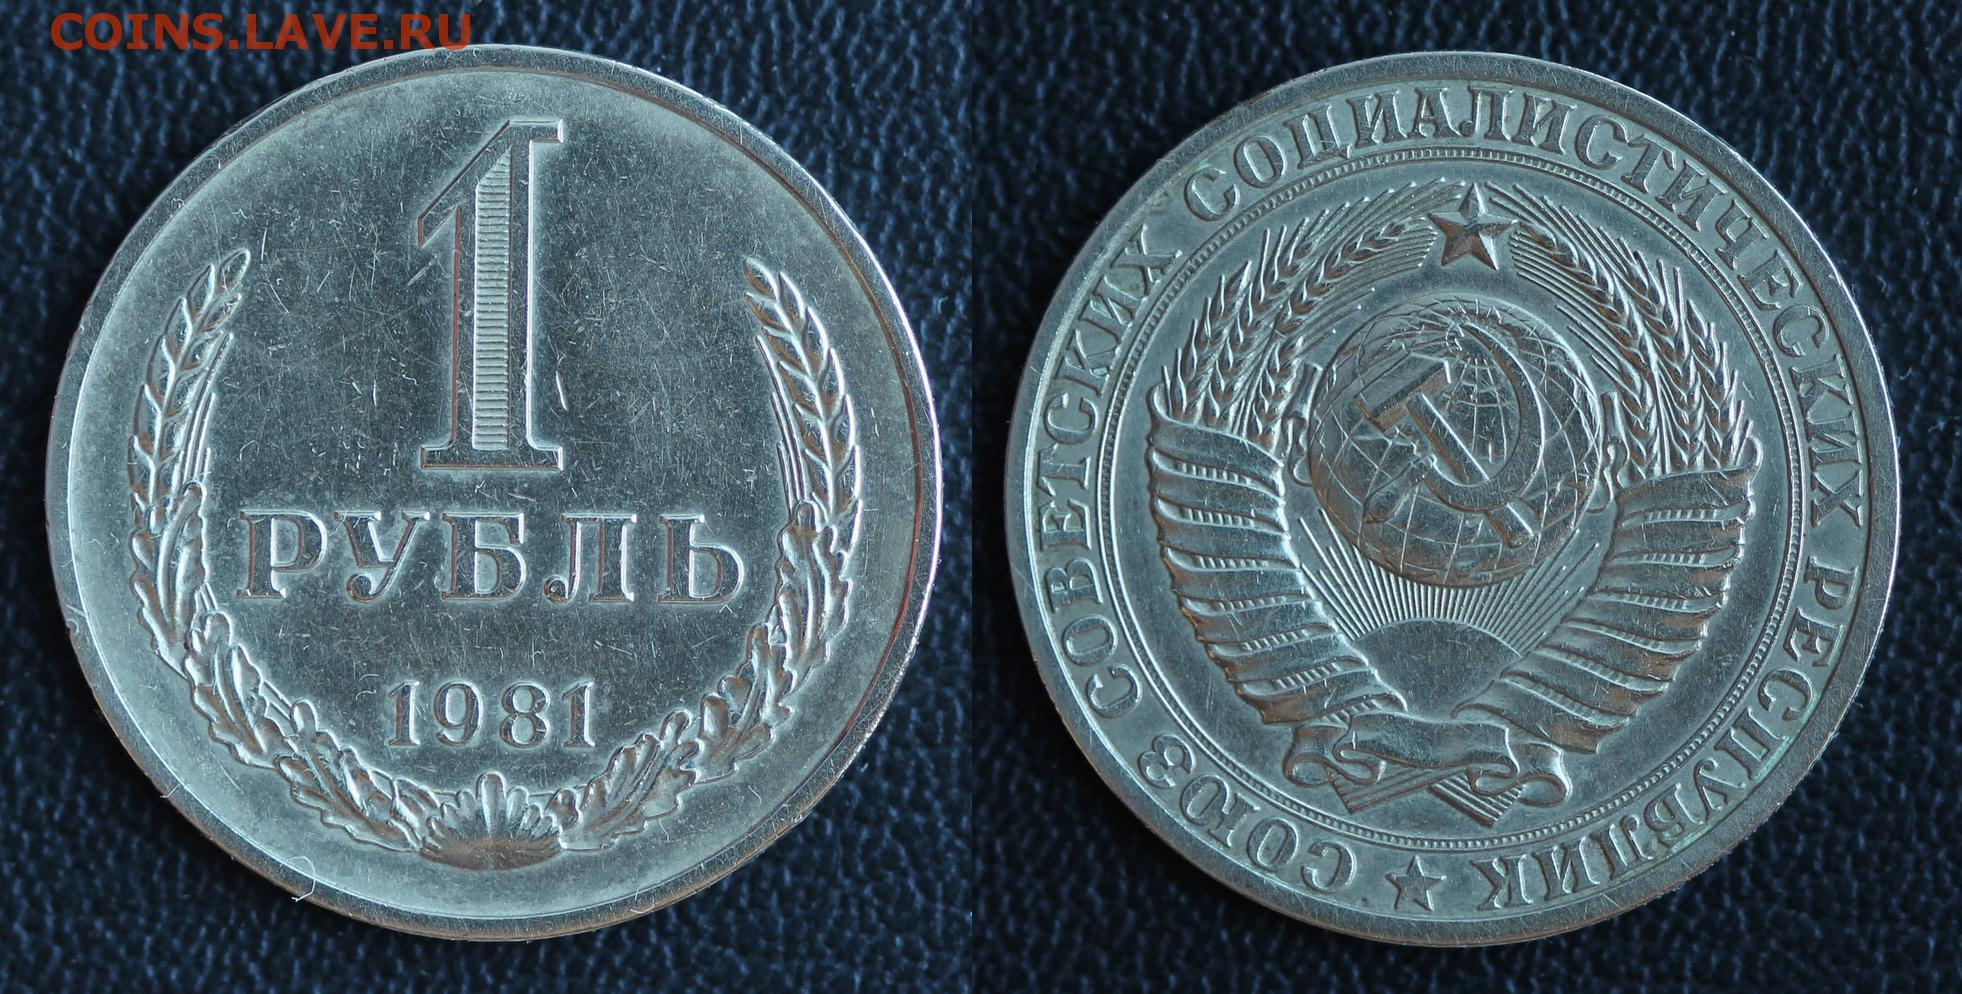 COINS.LAVE.RU
1
РУБЛЬ
1981
СОЮЗ СОВЕТСКИХ СОЦИАЛИСТИЧЕСКИХ РЕСПУБЛИК